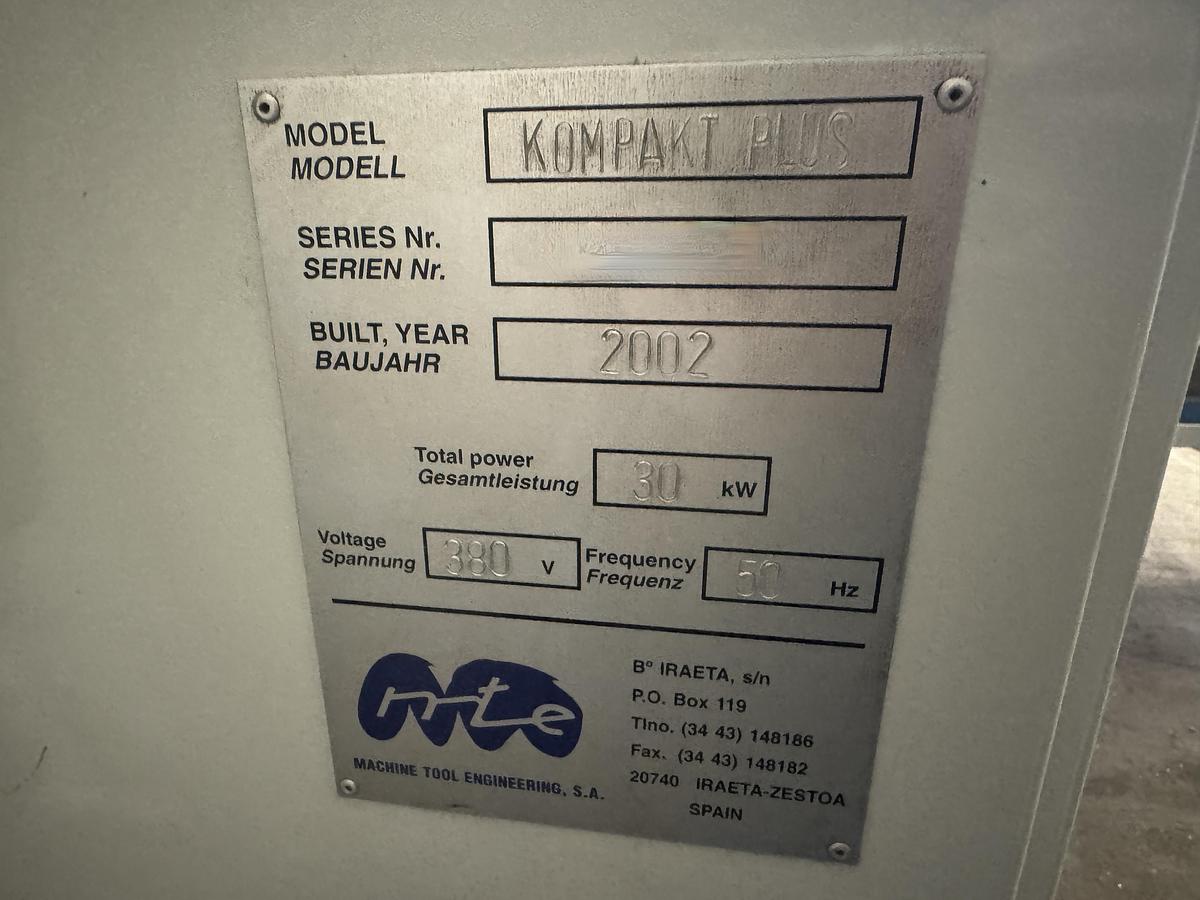 MODEL
MODELL
KOMPAKT PLUS
SERIES Nr.
SERIEN Nr.
BUILT, YEAR
BAUJAHR
2002
Total power
Gesamtleistung
30 kW
Voltage
Spannung
380 V
Frequency
Frequenz
50 Hz
mte
MACHINE TOOL ENGINEERING, S.A.
Bº IRAETA, s/n
P.O. Box 119
Tlno. (34 43) 148186
Fax. (34 43) 148182
20740 IRAETA-ZESTOA
SPAIN